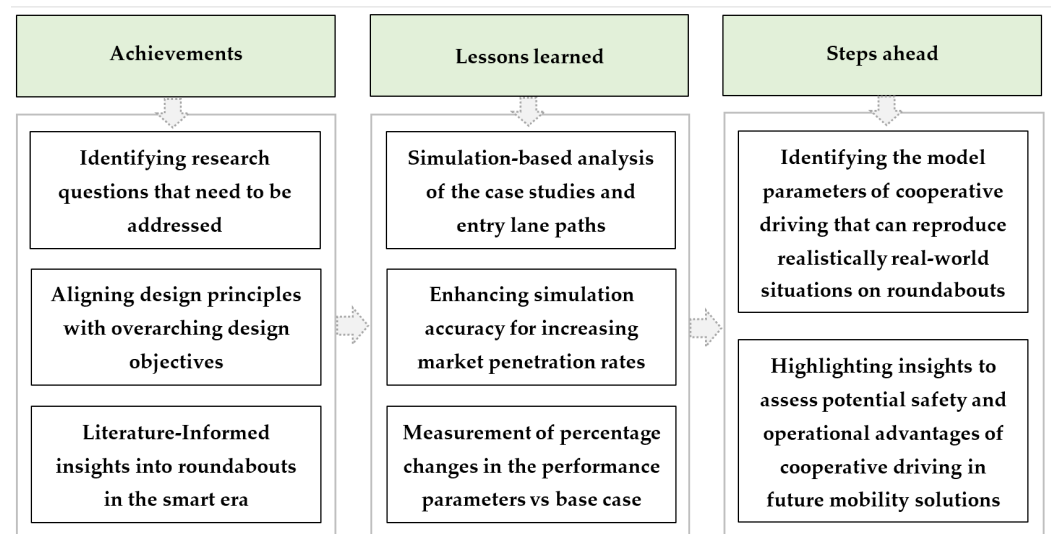 Achievements
Identifying research
questions that need to be
addressed
Aligning design principles
with overarching design
objectives
Literature-Informed
insights into roundabouts
in the smart era
Lessons learned
Simulation-based analysis
of the case studies and
entry lane paths
Enhancing simulation
accuracy for increasing
market penetration rates
Measurement of percentage
changes in the performance
parameters vs base case
Steps ahead
Identifying the model
parameters of cooperative
driving that can reproduce
realistically real-world
situations on roundabouts
Highlighting insights to
assess potential safety and
operational advantages of
cooperative driving in
future mobility solutions